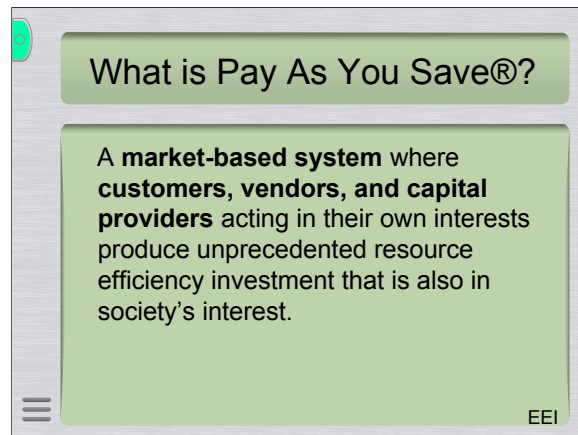 What is Pay As You Save®?
A market-based system where
customers, vendors, and capital
providers acting in their own interests
produce unprecedented resource
efficiency investment that is also in
society’s interest.
EEI